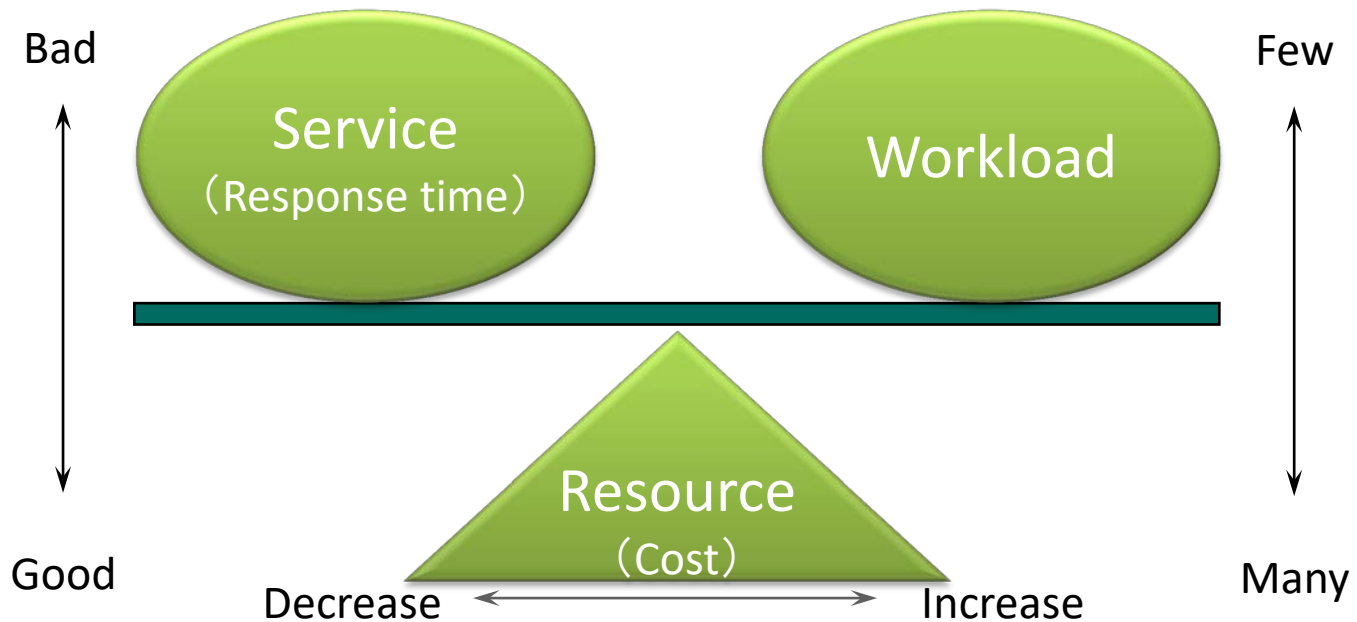 Bad
Few
Service
（Response time）
Workload
Resource
（Cost）
Good
Many
Decrease
Increase